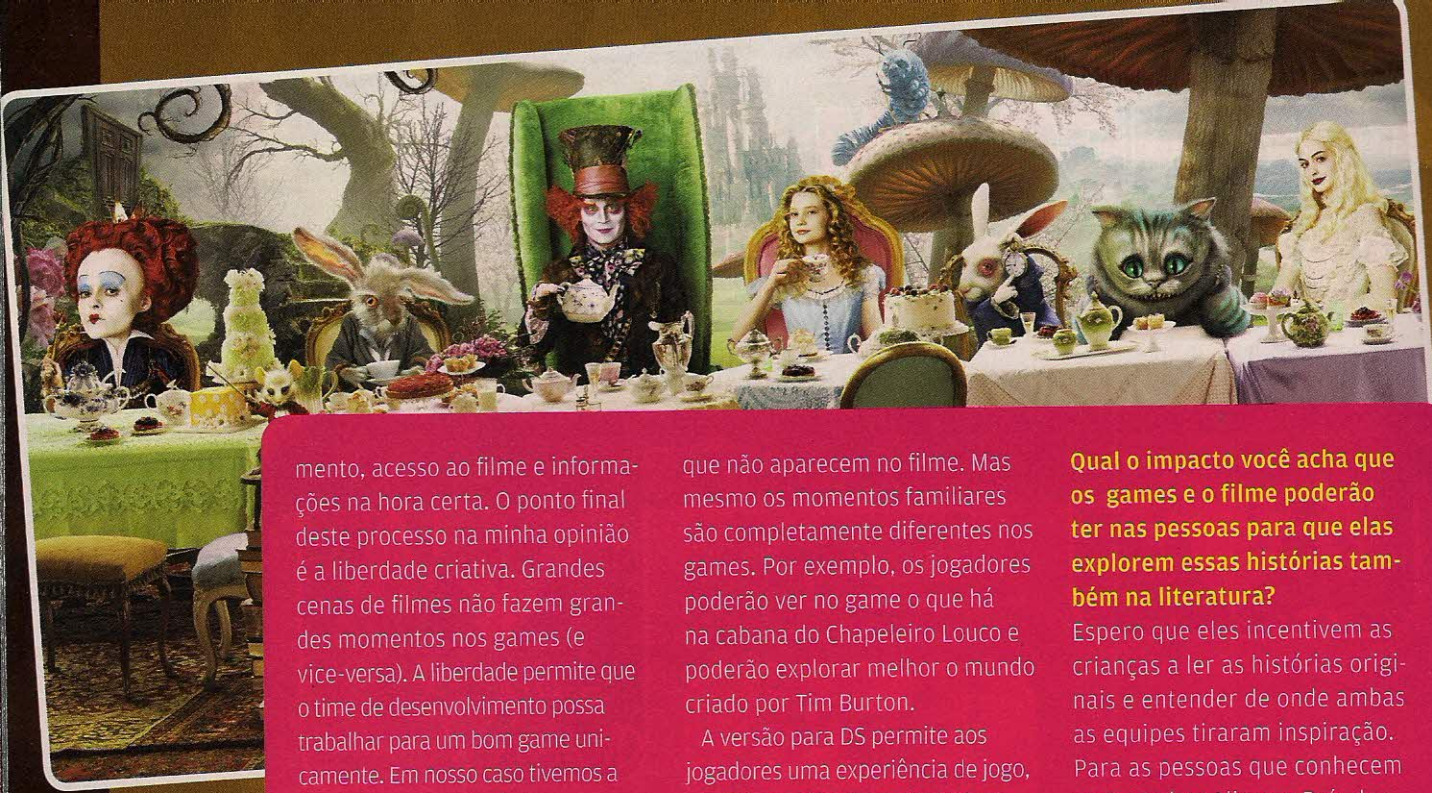 mento, acesso ao filme e informa-
ções na hora certa. O ponto final
deste processo na minha opinião
é a liberdade criativa. Grandes
cenas de filmes não fazem gran-
des momentos nos games (e
vice-versa). A liberdade permite que
o time de desenvolvimento possa
trabalhar para um bom game uni-
camente. Em nosso caso tivemos a
que não aparecem no filme. Mas
mesmo os momentos familiares
são completamente diferentes nos
games. Por exemplo, os jogadores
poderão ver no game o que há
na cabana do Chapeleiro Louco e
poderão explorar melhor o mundo
criado por Tim Burton.
A versão para DS permite aos
jogadores uma experiência de jogo,
Qual o impacto você acha que
os games e o filme poderão
ter nas pessoas para que elas
explorem essas histórias tam-
bém na literatura?
Espero que eles incentivem as
crianças a ler as histórias origi-
nais e entender de onde ambas
as equipes tiraram inspiração.
Para as pessoas que conhecem